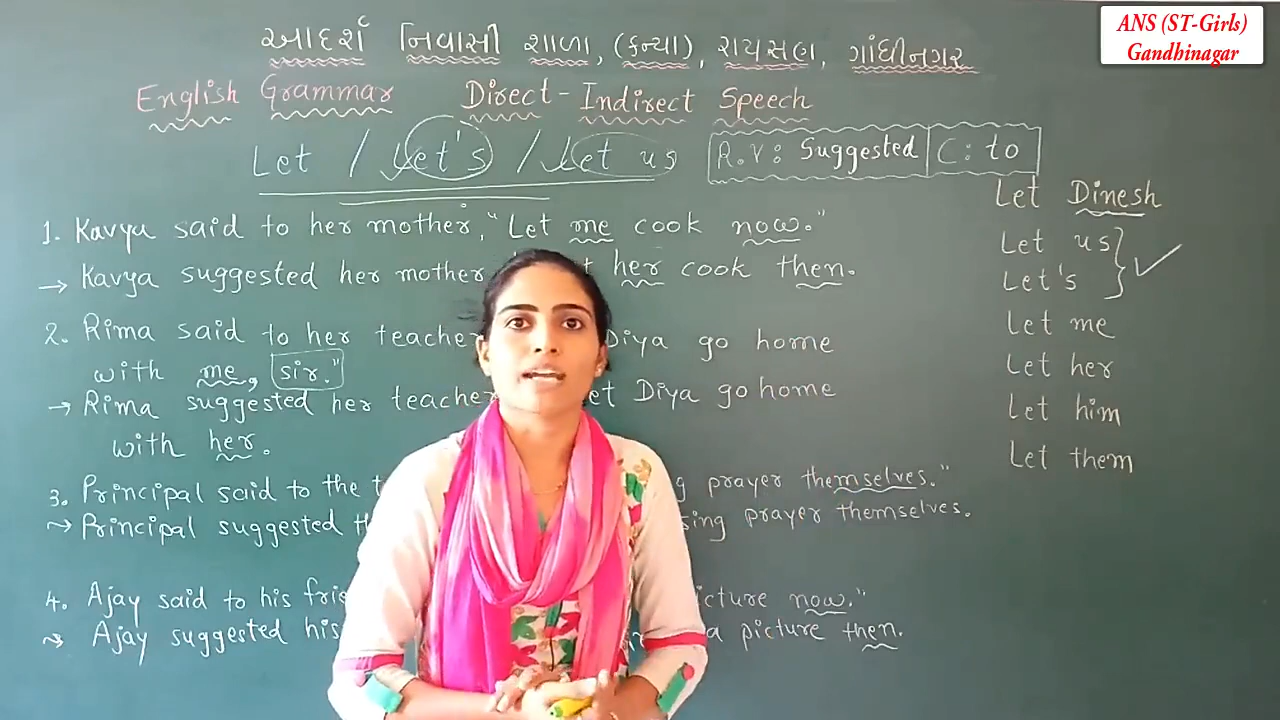 ANS (ST-Girls)
Gandhinagar
આદર્શ નિવાસી શાળા, (કન્યા), રાયસણ, ગાંધીનગર
English Grammar Direct-Indirect Speech
Let / Let's / Let us R.V: Suggested C: to
1. Kavya said to her mother, "Let me cook now."
→ Kavya suggested her mother her cook then.
2. Rima said to her teacher Diya go home
with me, sir."
→ Rima suggested her teacher Diya go home
with her.
3. Principal said to the prayer themselves."
→ Principal suggested sing prayer themselves.
4. Ajay said to his now."
→ Ajay suggested his a picture then.
Let Dinesh
Let us
Let's
Let me
Let her
Let him
Let them